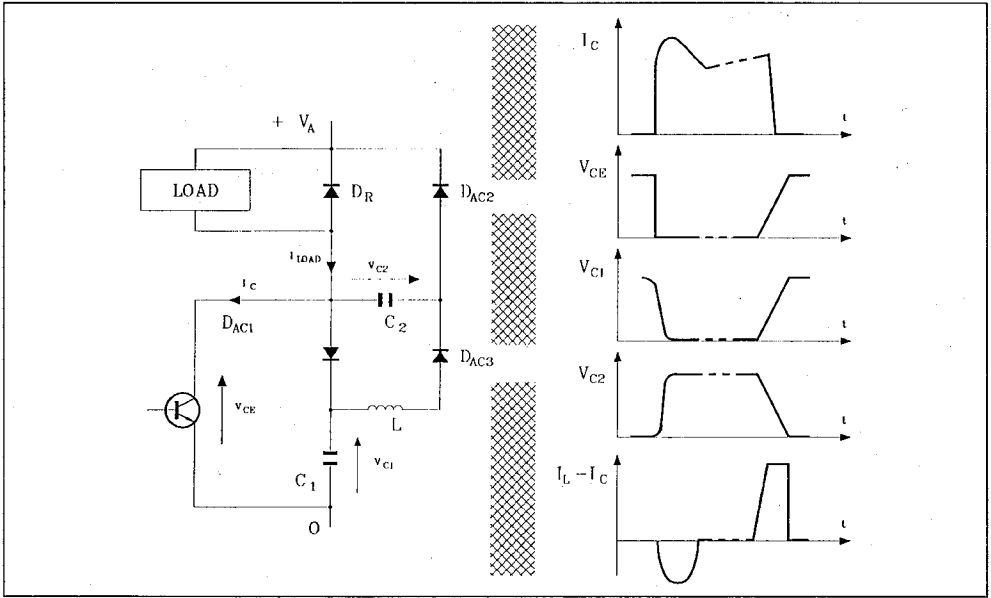 + V_A
LOAD
D_R
D_AC2
I_LOAD
V_C2
I_C
D_AC1
C_2
D_AC3
V_CE
L
V_C1
C_1
O
I_C
t
V_CE
t
V_C1
t
V_C2
t
I_L – I_C
t